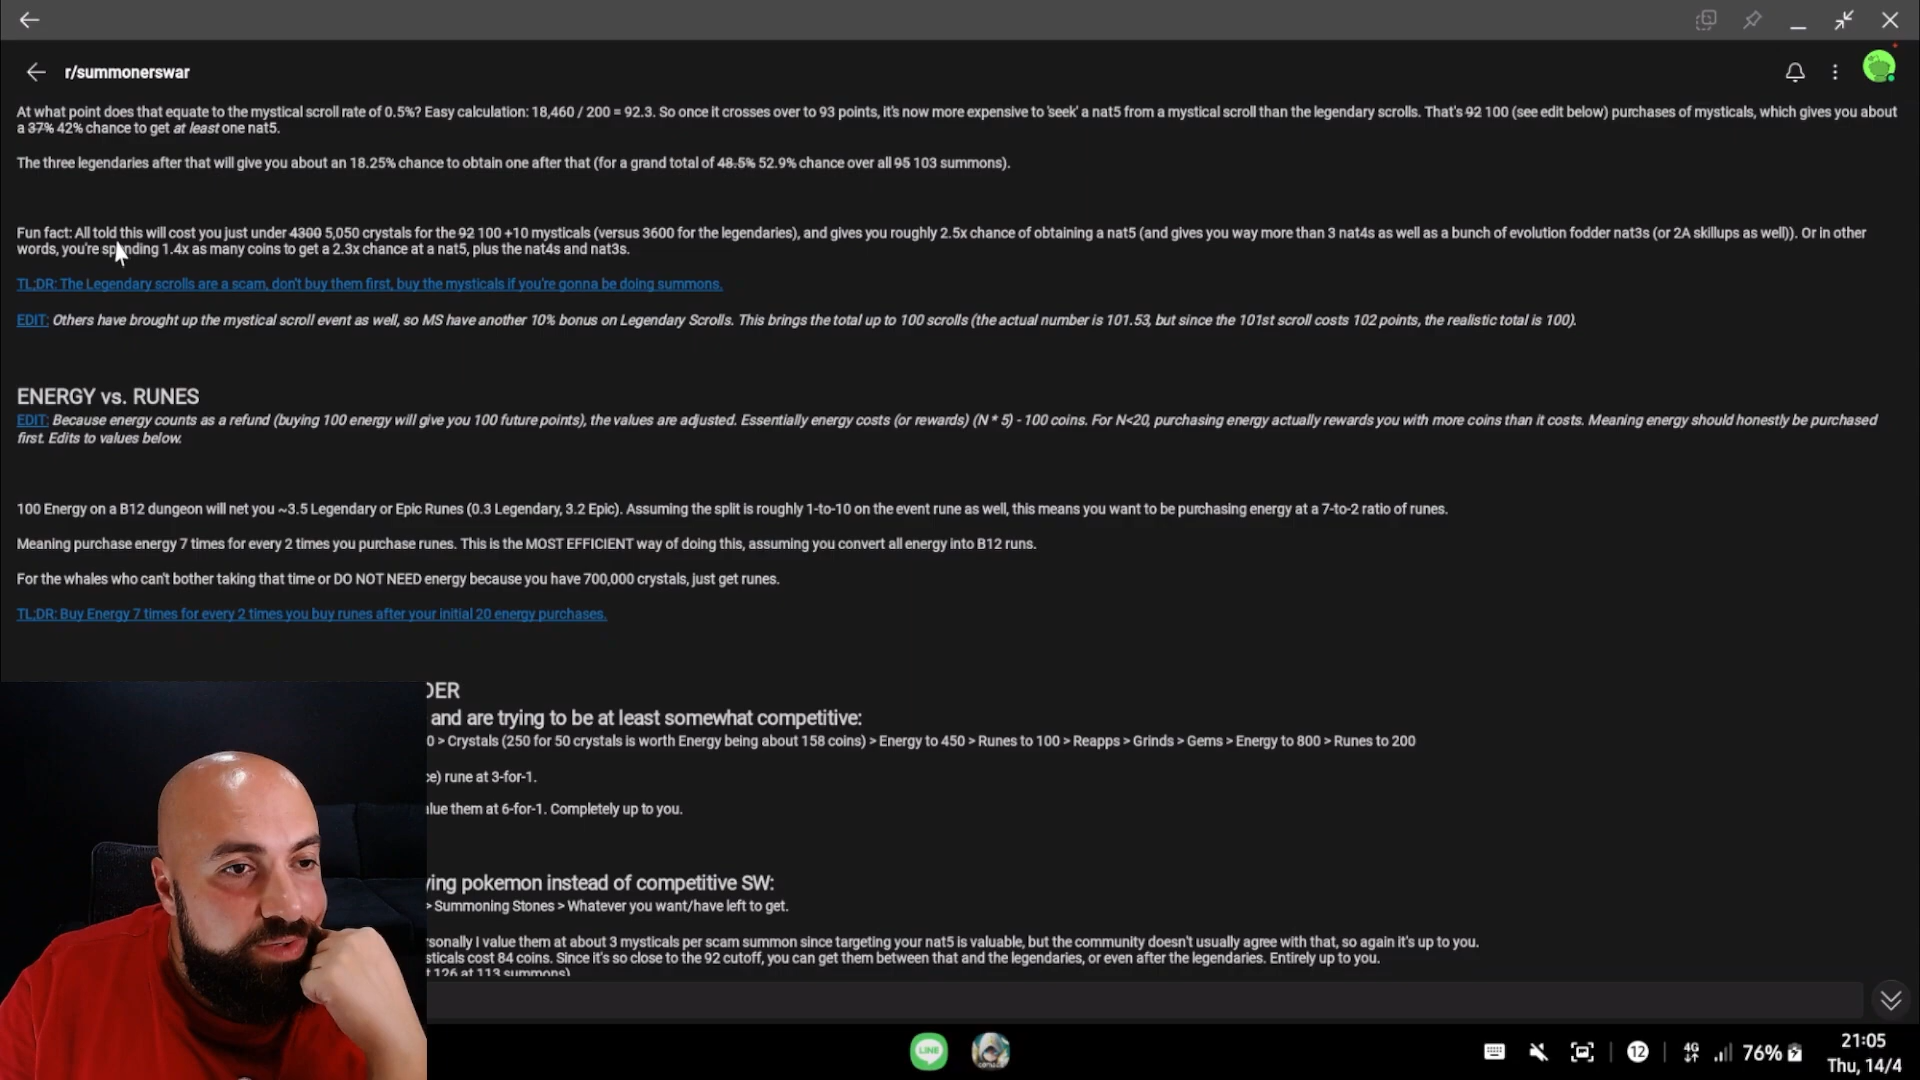 r/summonerswar
At what point does that equate to the mystical scroll rate of 0.5%? Easy calculation: 18,460 / 200 = 92.3. So once it crosses over to 93 points, it's now more expensive to 'seek' a nat5 from a mystical scroll than the legendary scrolls. That's 92 100 (see edit below) purchases of mysticals, which gives you about
a 37% 42% chance to get at least one nat5.
The three legendaries after that will give you about an 18.25% chance to obtain one after that (for a grand total of 48.5% 52.9% chance over all 95 103 summons).
Fun fact: All told this will cost you just under 4300 5,050 crystals for the 92 100 +10 mysticals (versus 3600 for the legendaries), and gives you roughly 2.5x chance of obtaining a nat5 (and gives you way more than 3 nat4s as well as a bunch of evolution fodder nat3s (or 2A skillups as well)). Or in other
words, you're spending 1.4x as many coins to get a 2.3x chance at a nat5, plus the nat4s and nat3s.
TL;DR: The Legendary scrolls are a scam, don't buy them first, buy the mysticals if you're gonna be doing summons.
EDIT: Others have brought up the mystical scroll event as well, so MS have another 10% bonus on Legendary Scrolls. This brings the total up to 100 scrolls (the actual number is 101.53, but since the 101st scroll costs 102 points, the realistic total is 100).
ENERGY vs. RUNES
EDIT: Because energy counts as a refund (buying 100 energy will give you 100 future points), the values are adjusted. Essentially energy costs (or rewards) (N * 5) - 100 coins. For N<20, purchasing energy actually rewards you with more coins than it costs. Meaning energy should honestly be purchased
first. Edits to values below.
100 Energy on a B12 dungeon will net you ~3.5 Legendary or Epic Runes (0.3 Legendary, 3.2 Epic). Assuming the split is roughly 1-to-10 on the event rune as well, this means you want to be purchasing energy at a 7-to-2 ratio of runes.
Meaning purchase energy 7 times for every 2 times you purchase runes. This is the MOST EFFICIENT way of doing this, assuming you convert all energy into B12 runs.
For the whales who can't bother taking that time or DO NOT NEED energy because you have 700,000 crystals, just get runes.
TL;DR: Buy Energy 7 times for every 2 times you buy runes after your initial 20 energy purchases.
DER
and are trying to be at least somewhat competitive:
0 > Crystals (250 for 50 crystals is worth Energy being about 158 coins) > Energy to 450 > Runes to 100 > Reapps > Grinds > Gems > Energy to 800 > Runes to 200
ce) rune at 3-for-1.
alue them at 6-for-1. Completely up to you.
ying pokemon instead of competitive SW:
> Summoning Stones > Whatever you want/have left to get.
rsonally I value them at about 3 mysticals per scam summon since targeting your nat5 is valuable, but the community doesn't usually agree with that, so again it's up to you.
sticals cost 84 coins. Since it's so close to the 92 cutoff, you can get them between that and the legendaries, or even after the legendaries. Entirely up to you.
t 126 at 113 summons)
LINE
12
4G
76%
21:05
Thu, 14/4